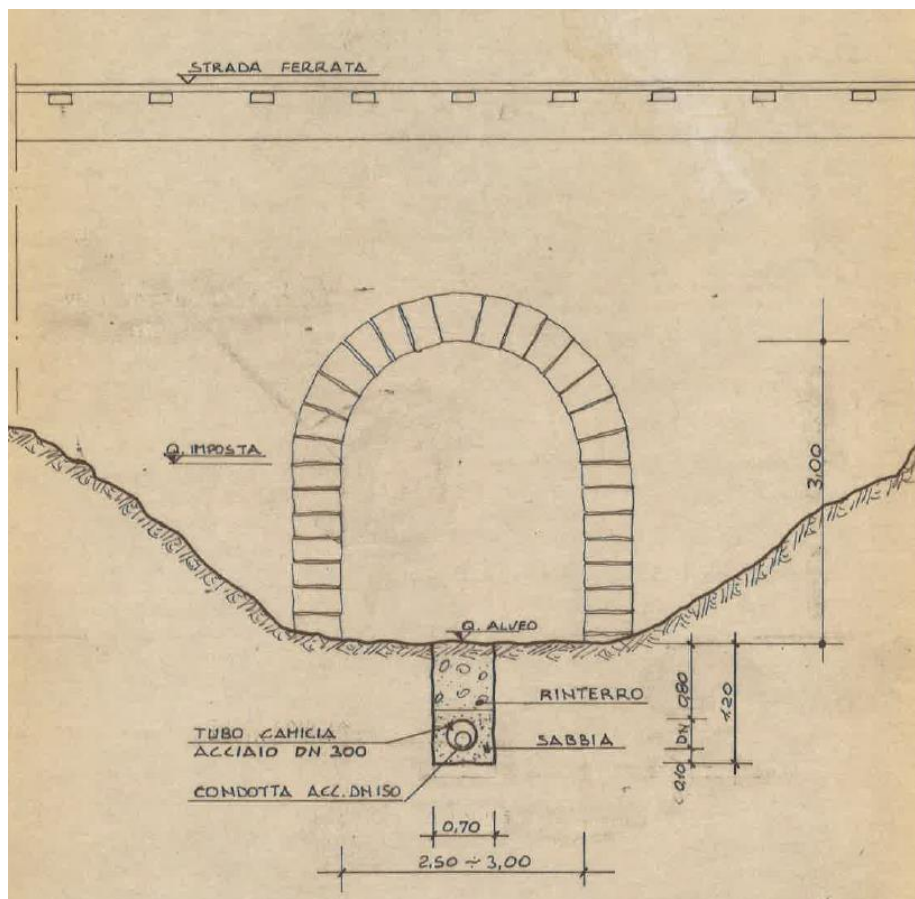 STRADA FERRATA
Q. IMPOSTA
3,00
Q. ALVEO
RINTERRO
0,80
1,20
TUBO CAMICIA
ACCIAIO DN 300
SABBIA
DN
0,10
CONDOTTA ACC. DN 150
0,70
2,50 ÷ 3,00